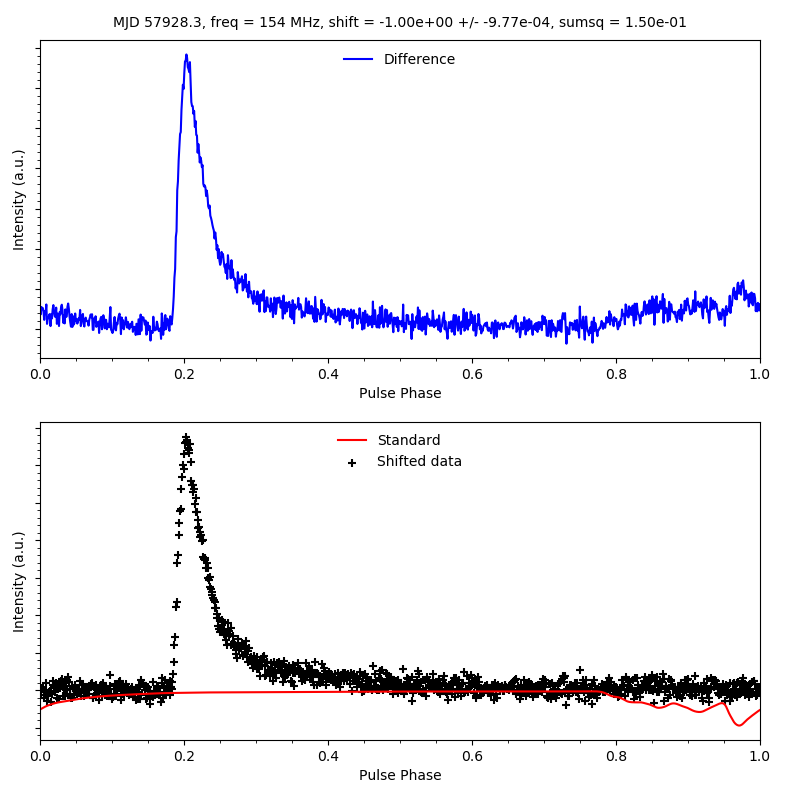 MJD 57928.3, freq = 154 MHz, shift = -1.00e+00 +/- -9.77e-04, sumsq = 1.50e-01
Difference
Intensity (a.u.)
0.0 0.2 0.4 0.6 0.8 1.0
Pulse Phase
Standard
Shifted data
Intensity (a.u.)
0.0 0.2 0.4 0.6 0.8 1.0
Pulse Phase